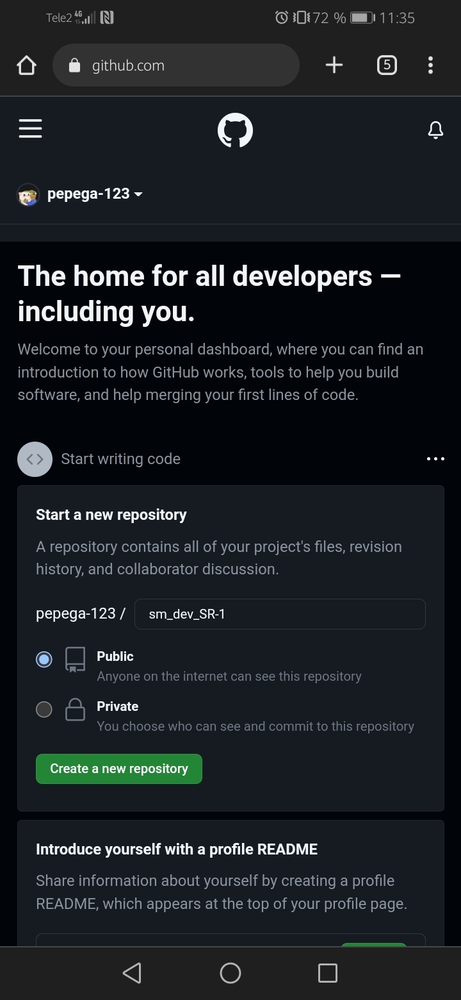 Tele2 4G 72 % 11:35
github.com 5
pepega-123
The home for all developers —
including you.
Welcome to your personal dashboard, where you can find an
introduction to how GitHub works, tools to help you build
software, and help merging your first lines of code.
Start writing code
Start a new repository
A repository contains all of your project's files, revision
history, and collaborator discussion.
pepega-123 / sm_dev_SR-1
Public
Anyone on the internet can see this repository
Private
You choose who can see and commit to this repository
Create a new repository
Introduce yourself with a profile README
Share information about yourself by creating a profile
README, which appears at the top of your profile page.